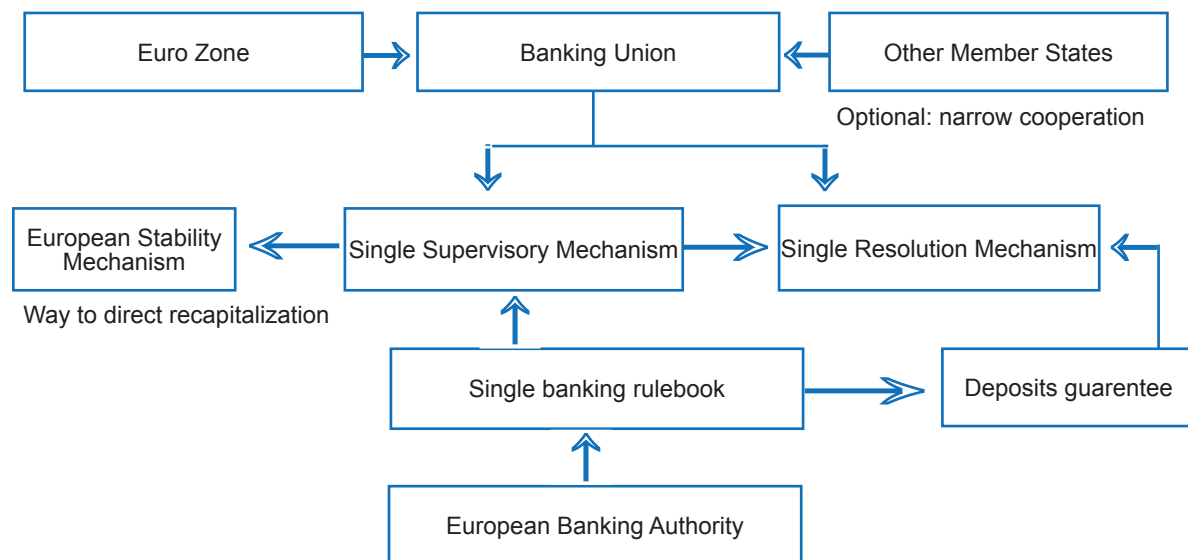 Euro Zone
Banking Union
Other Member States
Optional: narrow cooperation
European Stability
Mechanism
Single Supervisory Mechanism
Single Resolution Mechanism
Way to direct recapitalization
Single banking rulebook
Deposits guarentee
European Banking Authority